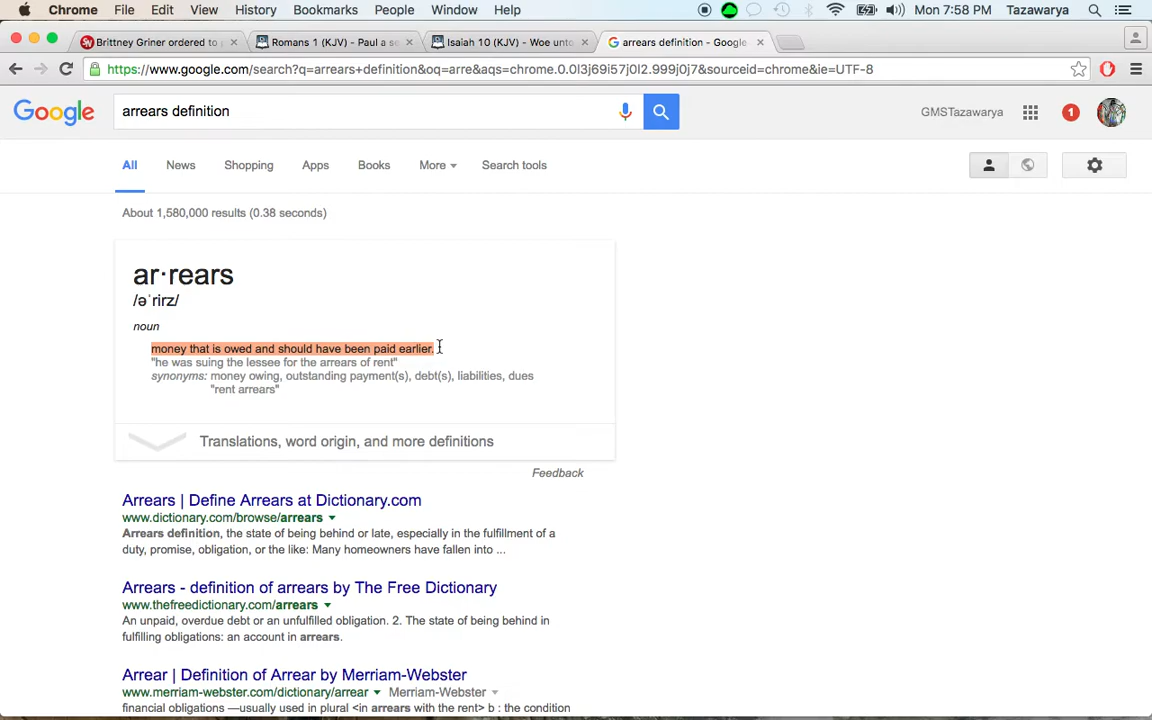 Chrome File Edit View History Bookmarks People Window Help Mon 7:58 PM Tazawarya
Brittney Griner ordered to p Romans 1 (KJV) - Paul a se Isaiah 10 (KJV) - Woe unto arrears definition - Google
https://www.google.com/search?q=arrears+definition&oq=arre&aqs=chrome.0.0l3j69i57j0l2.999j0j7&sourceid=chrome&ie=UTF-8
Google arrears definition GMSTazawarya 1
All News Shopping Apps Books More Search tools
About 1,580,000 results (0.38 seconds)
ar·rears
/əˈrirz/
noun
money that is owed and should have been paid earlier.
"he was suing the lessee for the arrears of rent"
synonyms: money owing, outstanding payment(s), debt(s), liabilities, dues
"rent arrears"
Translations, word origin, and more definitions
Feedback
Arrears | Define Arrears at Dictionary.com
www.dictionary.com/browse/arrears
Arrears definition, the state of being behind or late, especially in the fulfillment of a
duty, promise, obligation, or the like: Many homeowners have fallen into ...
Arrears - definition of arrears by The Free Dictionary
www.thefreedictionary.com/arrears
An unpaid, overdue debt or an unfulfilled obligation. 2. The state of being behind in
fulfilling obligations: an account in arrears.
Arrear | Definition of Arrear by Merriam-Webster
www.merriam-webster.com/dictionary/arrear Merriam-Webster
financial obligations —usually used in plural <in arrears with the rent> b : the condition